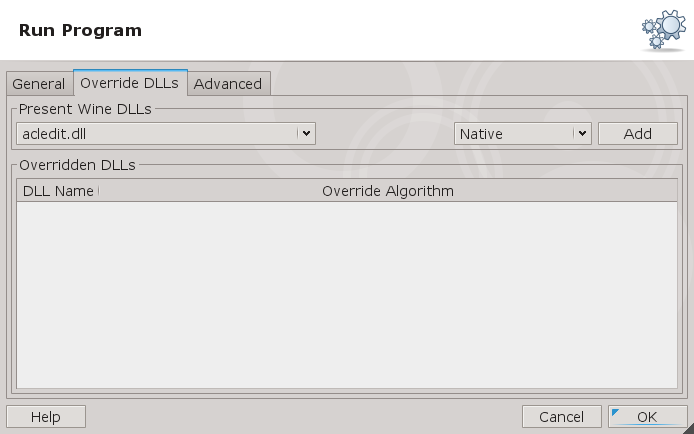 Run Program
General Override DLLs Advanced
Present Wine DLLs
acledit.dll Native Add
Overridden DLLs
DLL Name Override Algorithm
Help Cancel OK